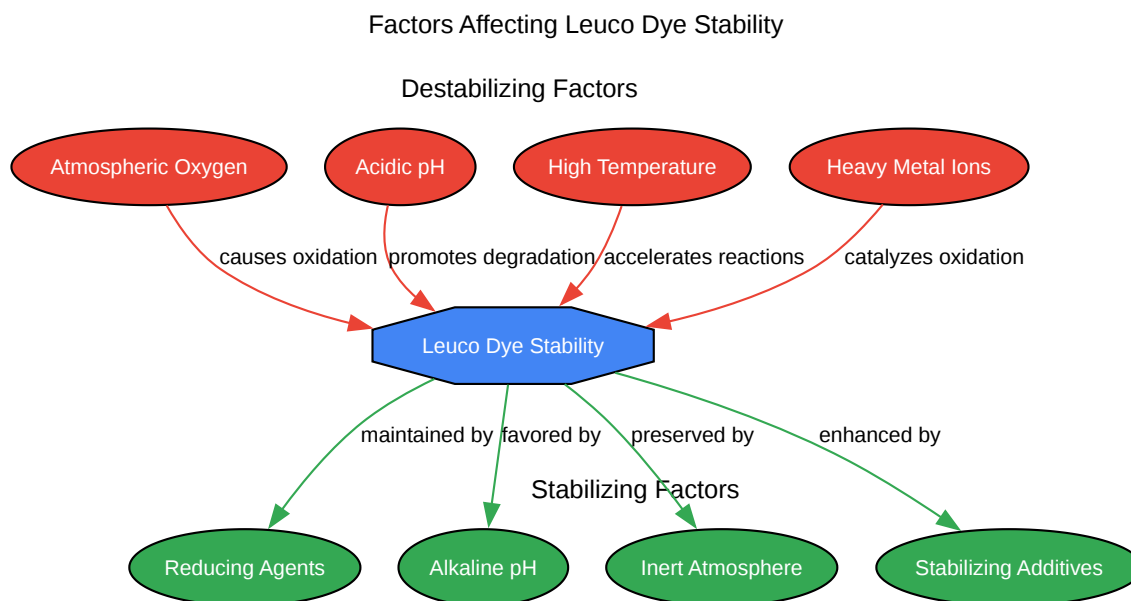 Factors Affecting Leuco Dye Stability
Destabilizing Factors
Atmospheric Oxygen
Acidic pH
High Temperature
Heavy Metal Ions
causes oxidation
promotes degradation
accelerates reactions
catalyzes oxidation
Leuco Dye Stability
maintained by
favored by
preserved by
enhanced by
Stabilizing Factors
Reducing Agents
Alkaline pH
Inert Atmosphere
Stabilizing Additives